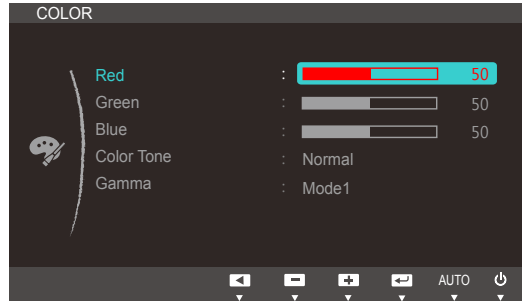 COLOR
Red : 50
Green : 50
Blue : 50
Color Tone : Normal
Gamma : Mode1
AUTO